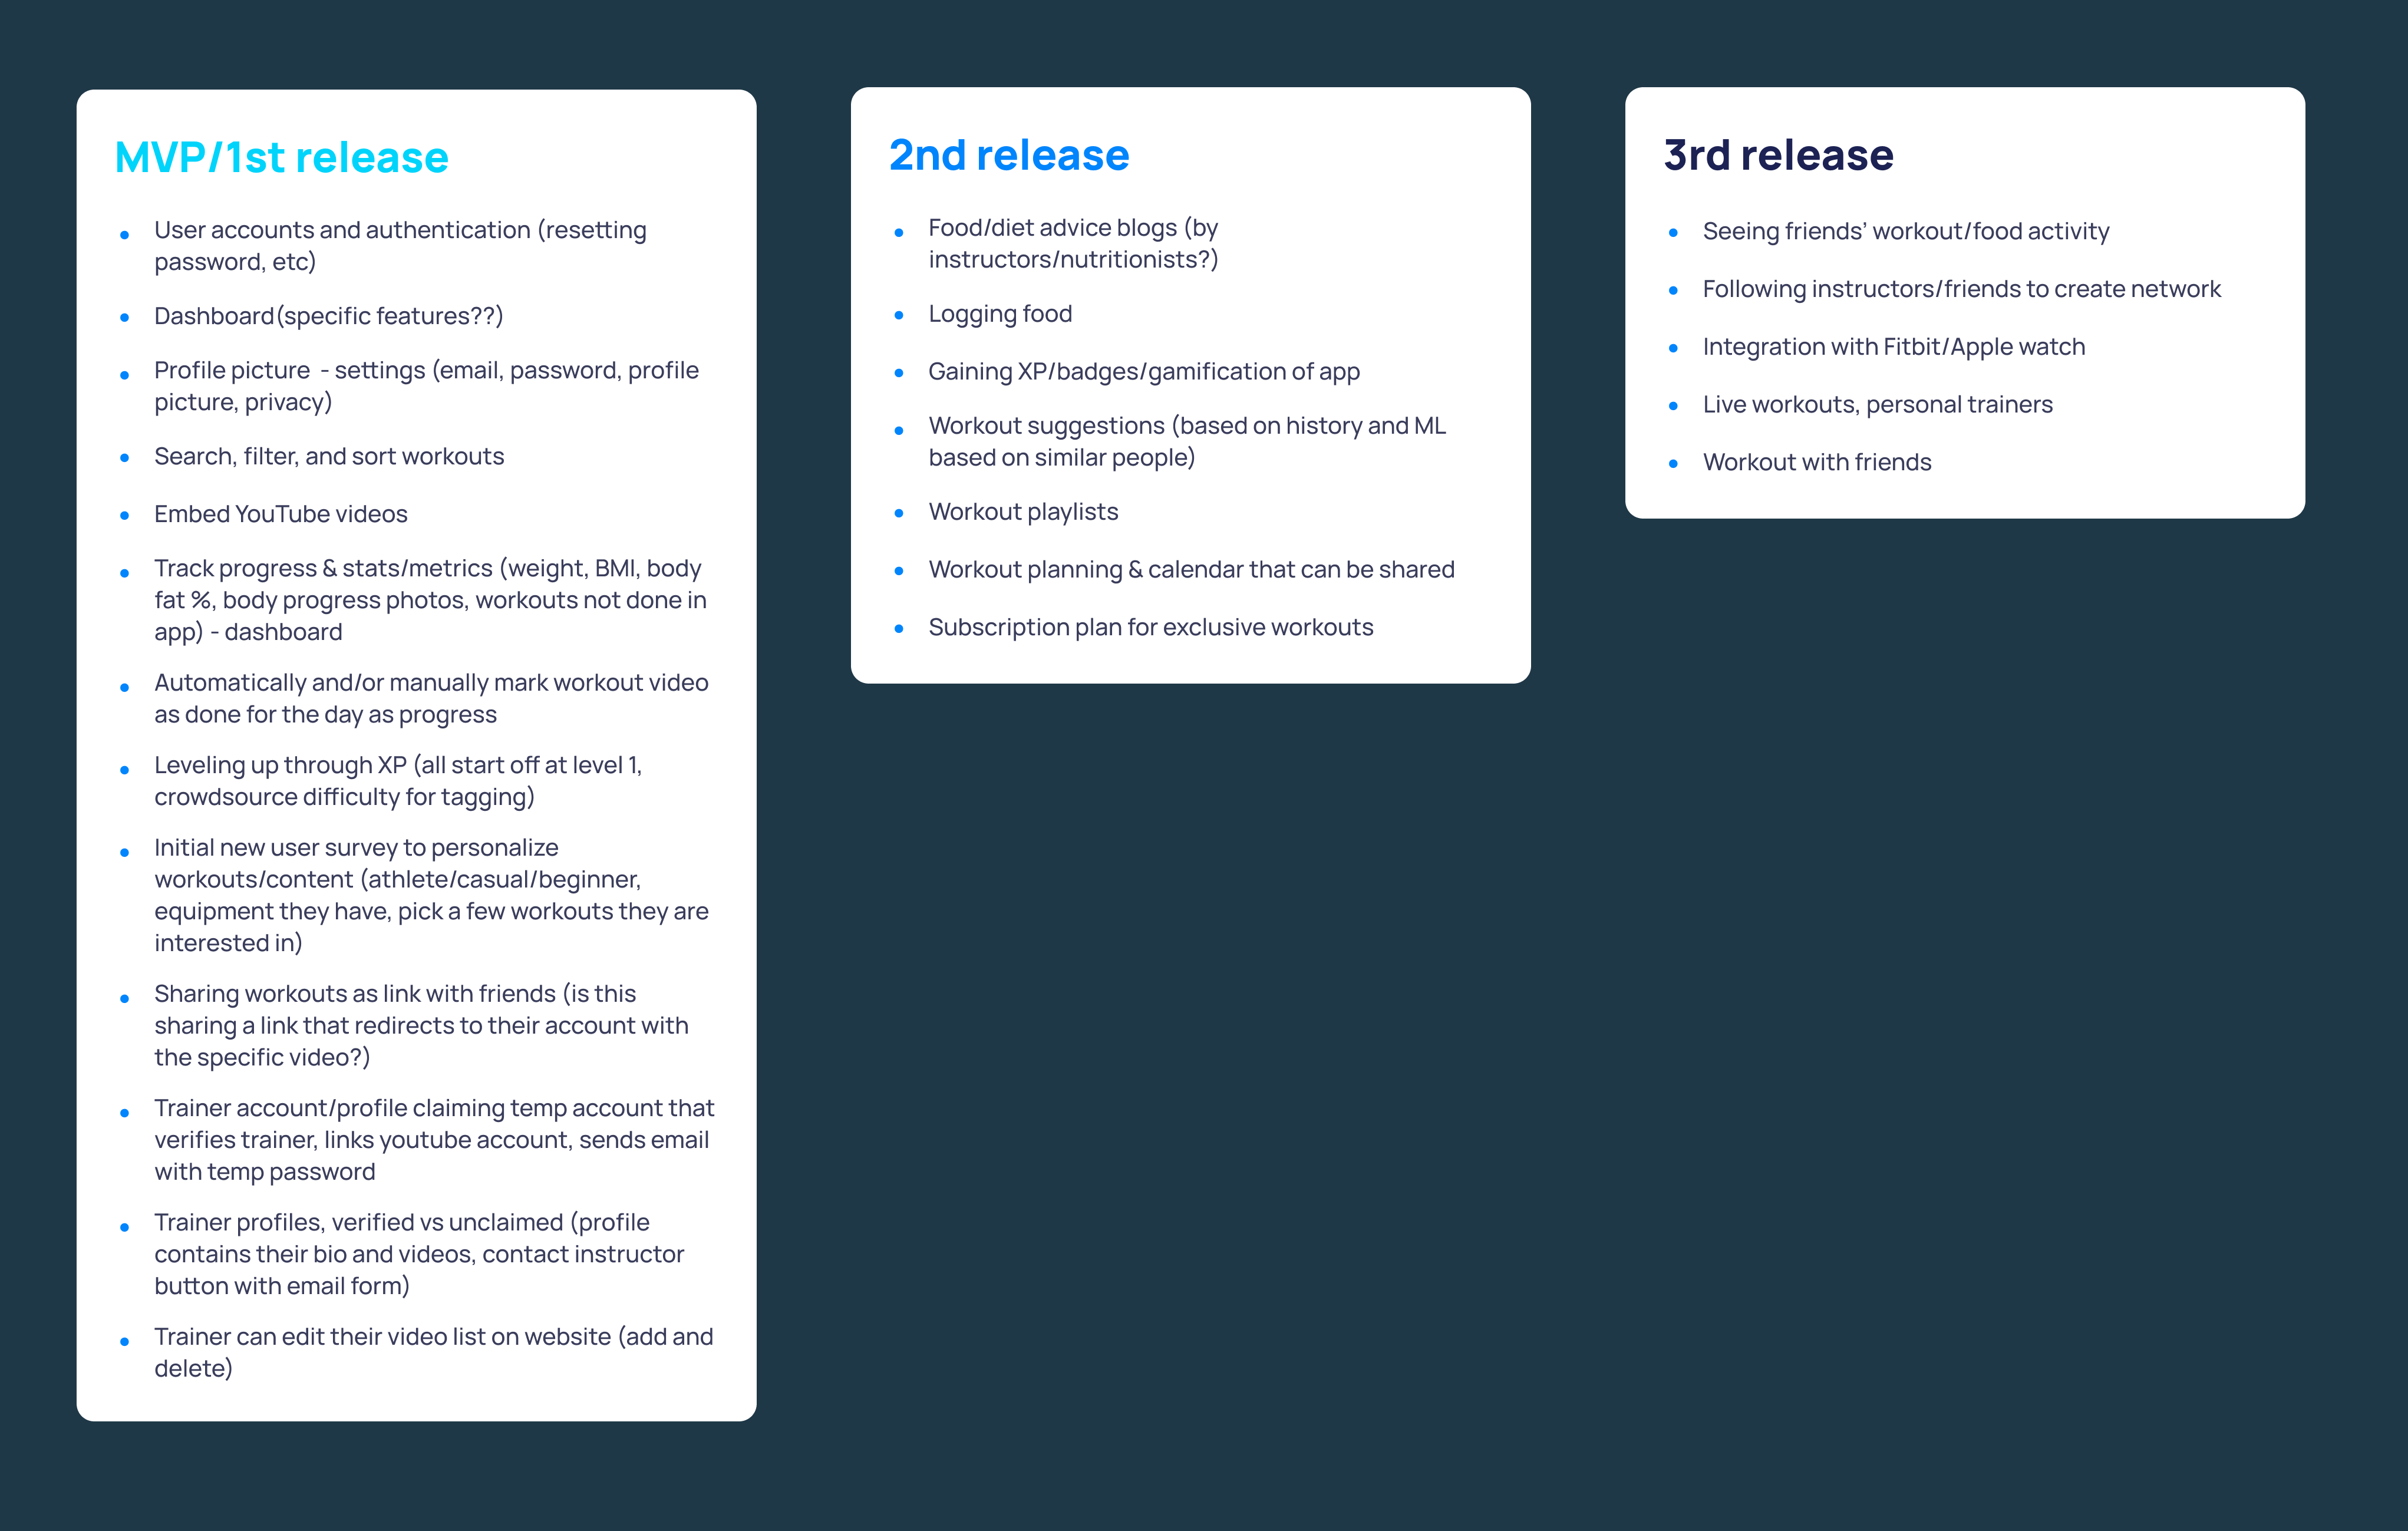 MVP/1st release
User accounts and authentication (resetting
password, etc)
Dashboard(specific features??)
Profile picture  - settings (email, password, profile
picture, privacy)
Search, filter, and sort workouts
Embed YouTube videos
Track progress & stats/metrics (weight, BMI, body
fat %, body progress photos, workouts not done in
app) - dashboard
Automatically and/or manually mark workout video
as done for the day as progress
Leveling up through XP (all start off at level 1,
crowdsource difficulty for tagging)
Initial new user survey to personalize
workouts/content (athlete/casual/beginner,
equipment they have, pick a few workouts they are
interested in)
Sharing workouts as link with friends (is this
sharing a link that redirects to their account with
the specific video?)
Trainer account/profile claiming temp account that
verifies trainer, links youtube account, sends email
with temp password
Trainer profiles, verified vs unclaimed (profile
contains their bio and videos, contact instructor
button with email form)
Trainer can edit their video list on website (add and
delete)
2nd release
Food/diet advice blogs (by
instructors/nutritionists?)
Logging food
Gaining XP/badges/gamification of app
Workout suggestions (based on history and ML
based on similar people)
Workout playlists
Workout planning & calendar that can be shared
Subscription plan for exclusive workouts
3rd release
Seeing friends’ workout/food activity
Following instructors/friends to create network
Integration with Fitbit/Apple watch
Live workouts, personal trainers
Workout with friends